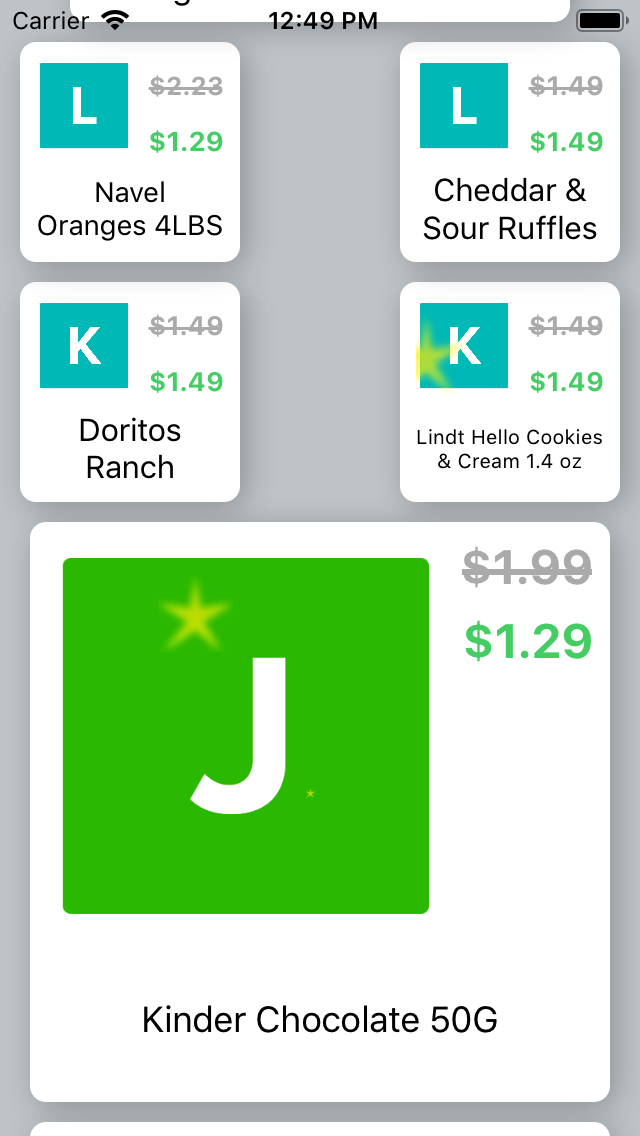 Carrier 12:49 PM
L
$2.23
$1.29
Navel
Oranges 4LBS
L
$1.49
$1.49
Cheddar &
Sour Ruffles
K
$1.49
$1.49
Doritos
Ranch
K
$1.49
$1.49
Lindt Hello Cookies
& Cream 1.4 oz
J
$1.99
$1.29
Kinder Chocolate 50G